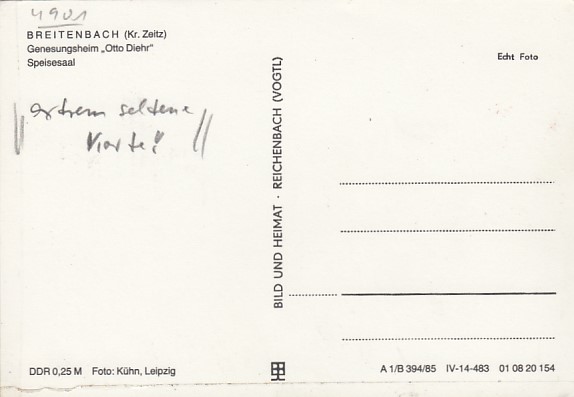 4901
BREITENBACH (Kr. Zeitz)
Genesungsheim „Otto Diehr"
Speisesaal
Echt Foto
extrem seltene
Karte!
BILD UND HEIMAT · REICHENBACH (VOGTL)
DDR 0,25 M Foto: Kühn, Leipzig
A 1/B 394/85 IV-14-483 01 08 20 154